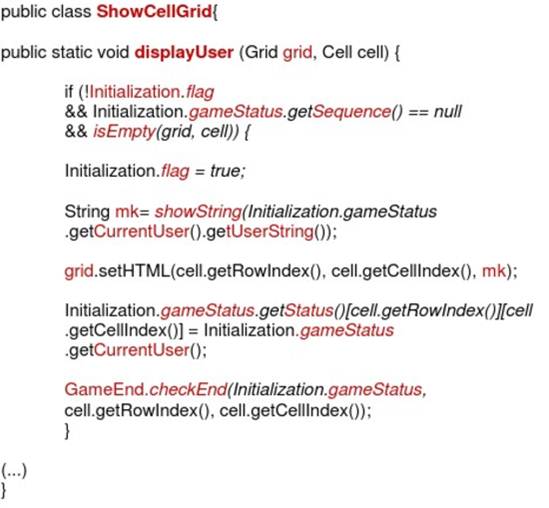 public class ShowCellGrid{
public static void displayUser (Grid grid, Cell cell) {
if (!Initialization.flag
&& Initialization.gameStatus.getSequence() == null
&& isEmpty(grid, cell)) {
Initialization.flag = true;
String mk= showString(Initialization.gameStatus
.getCurrentUser().getUserString());
grid.setHTML(cell.getRowIndex(), cell.getCellIndex(), mk);
Initialization.gameStatus.getStatus()[cell.getRowIndex()][cell
.getCellIndex()] = Initialization.gameStatus
.getCurrentUser();
GameEnd.checkEnd(Initialization.gameStatus,
cell.getRowIndex(), cell.getCellIndex());
}
(...)
}